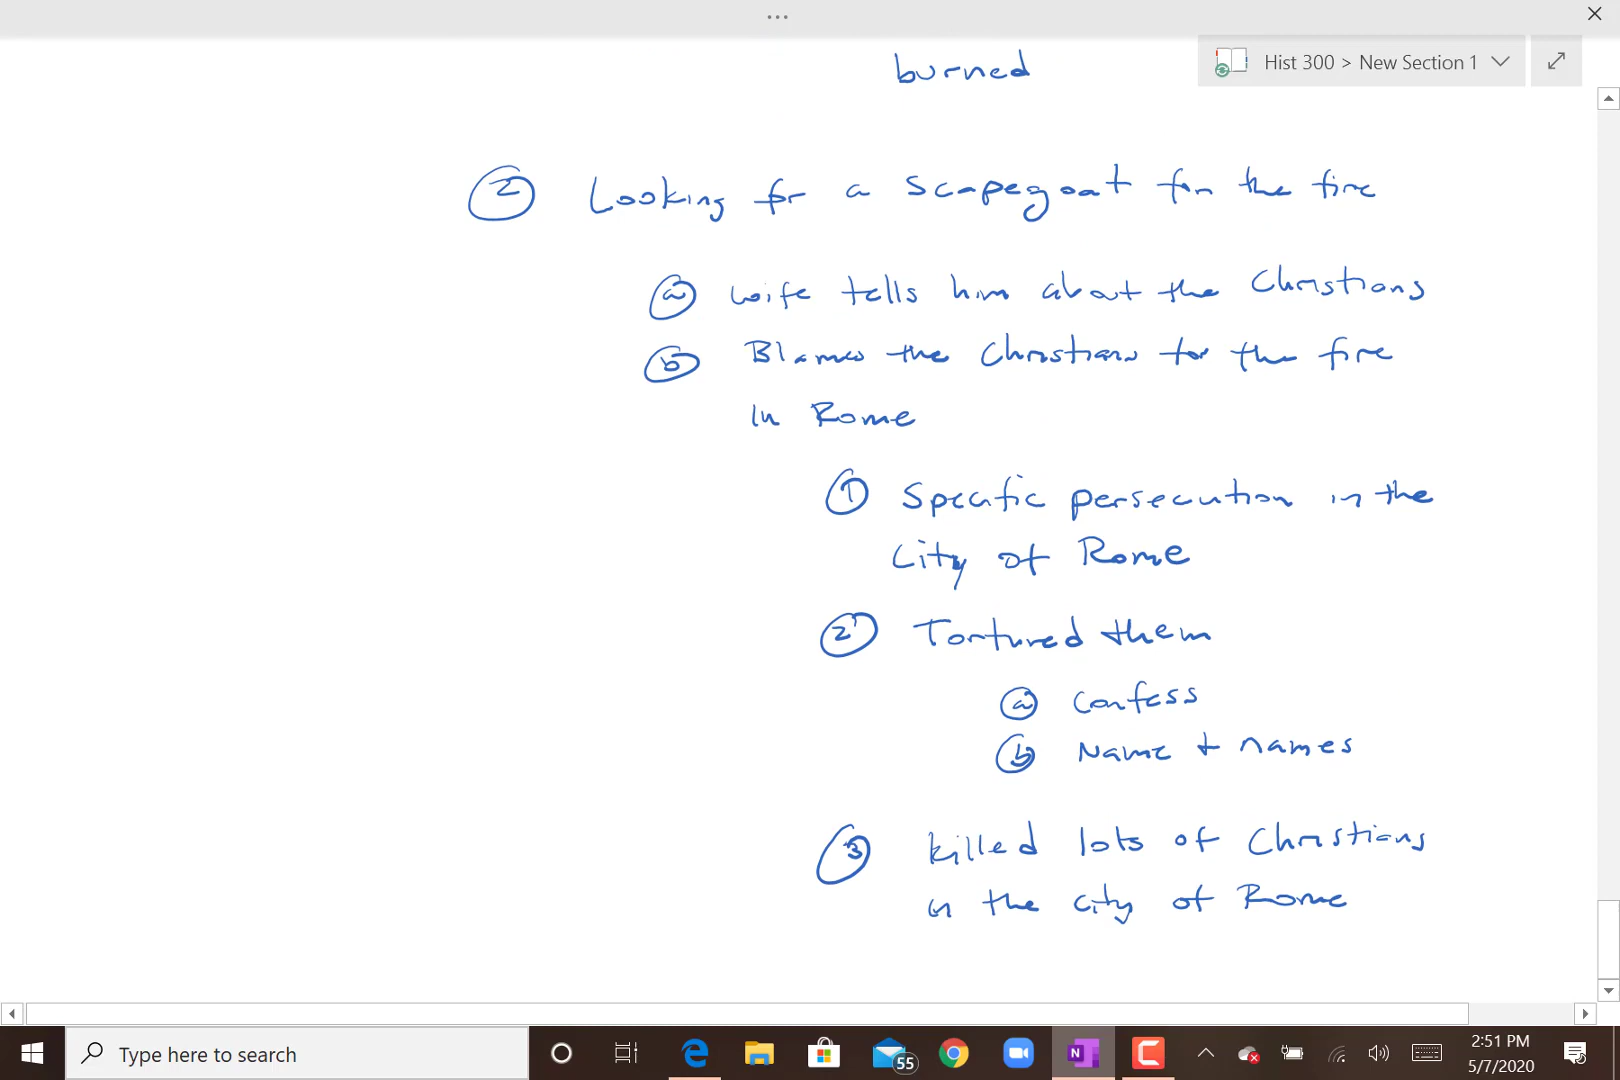 Hist 300 > New Section 1
burned
2 Looking for a scapegoat for the fire
a wife tells him about the Christians
b Blames the Christians for the fire
in Rome
1 Specific persecution in the
City of Rome
2 Tortured them
a Confess
b Name + names
3 killed lots of Christians
in the city of Rome
Type here to search
55
2:51 PM
5/7/2020